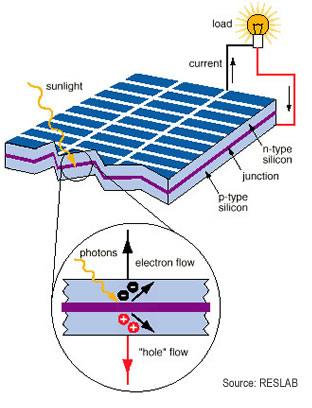 load
current
sunlight
n-type
silicon
junction
p-type
silicon
photons
electron flow
"hole" flow
Source: RESLAB